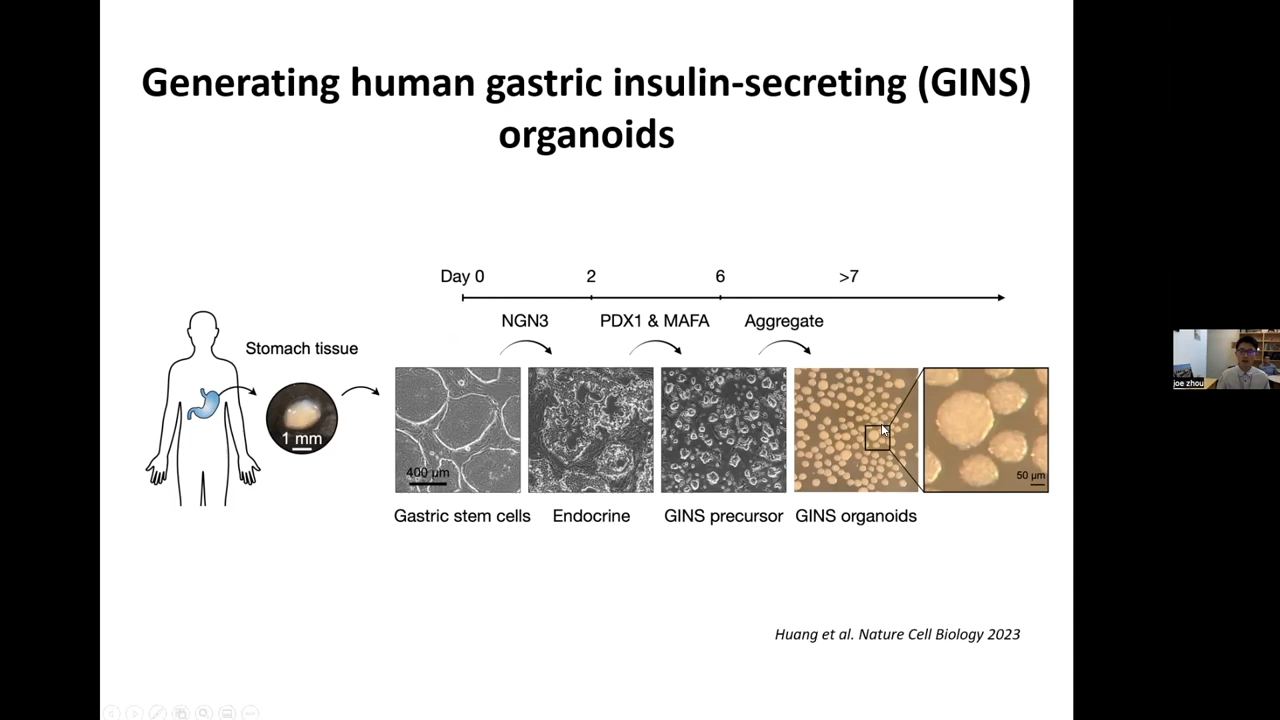 Generating human gastric insulin-secreting (GINS)
organoids
Day 0 2 6 >7
NGN3 PDX1 & MAFA Aggregate
Stomach tissue
1 mm
400 µm
50 µm
Gastric stem cells Endocrine GINS precursor GINS organoids
Huang et al. Nature Cell Biology 2023
joe zhou